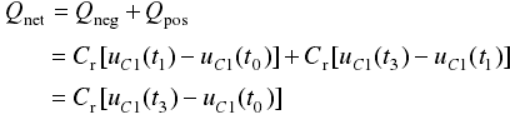 Q_net = Q_neg + Q_pos
= C_r [u_C1(t_1) − u_C1(t_0)] + C_r[u_C1(t_3) − u_C1(t_1)]
= C_r [u_C1(t_3) − u_C1(t_0)]